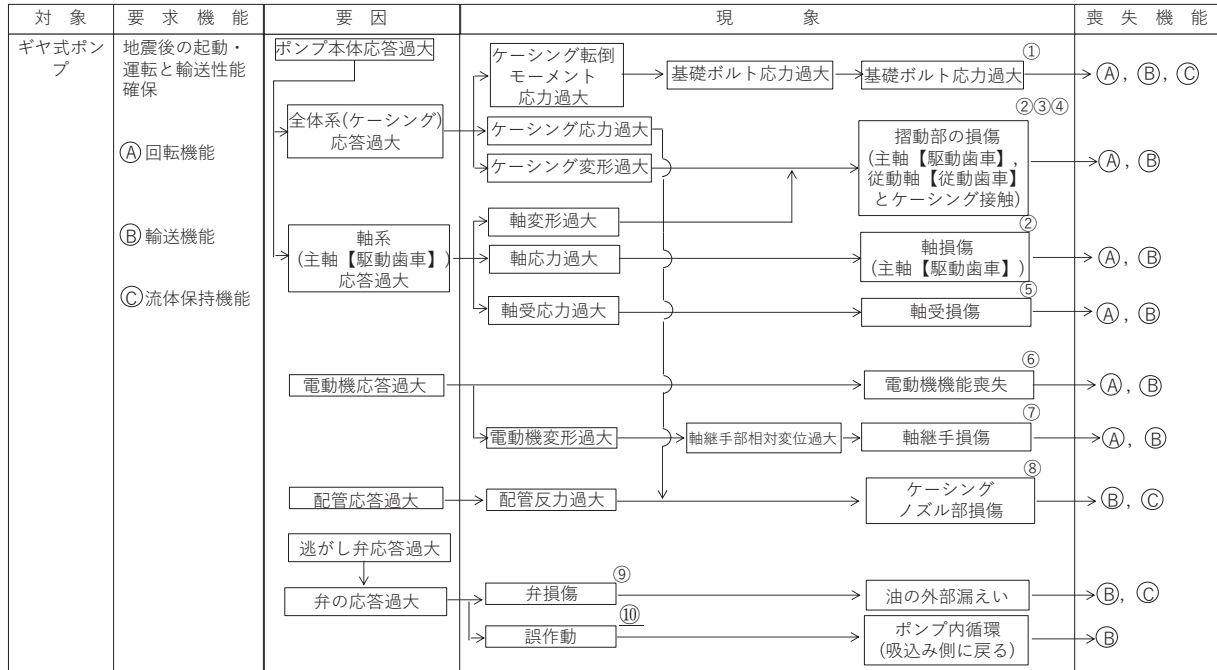 対　象
要　求　機　能
要　因
現　　　象
喪　失　機　能
ギヤ式ポン
プ
地震後の起動・
運転と輸送性能
確保
Ⓐ回転機能
Ⓑ輸送機能
Ⓒ流体保持機能
ポンプ本体応答過大
全体系(ケーシング)
応答過大
ケーシング転倒
モーメント
応力過大
基礎ボルト応力過大
①
基礎ボルト応力過大
Ⓐ, Ⓑ, Ⓒ
ケーシング応力過大
ケーシング変形過大
②③④
摺動部の損傷
(主軸【駆動歯車】,
従動軸【従動歯車】
とケーシング接触)
Ⓐ, Ⓑ
軸系
(主軸【駆動歯車】)
応答過大
軸変形過大
軸応力過大
②
軸損傷
(主軸【駆動歯車】)
Ⓐ, Ⓑ
軸受応力過大
⑤
軸受損傷
Ⓐ, Ⓑ
電動機応答過大
⑥
電動機機能喪失
Ⓐ, Ⓑ
電動機変形過大
軸継手部相対変位過大
⑦
軸継手損傷
Ⓐ, Ⓑ
配管応答過大
配管反力過大
⑧
ケーシング
ノズル部損傷
Ⓑ, Ⓒ
逃がし弁応答過大
弁の応答過大
⑨
弁損傷
油の外部漏えい
Ⓑ, Ⓒ
⑩
誤作動
ポンプ内循環
(吸込み側に戻る)
Ⓑ